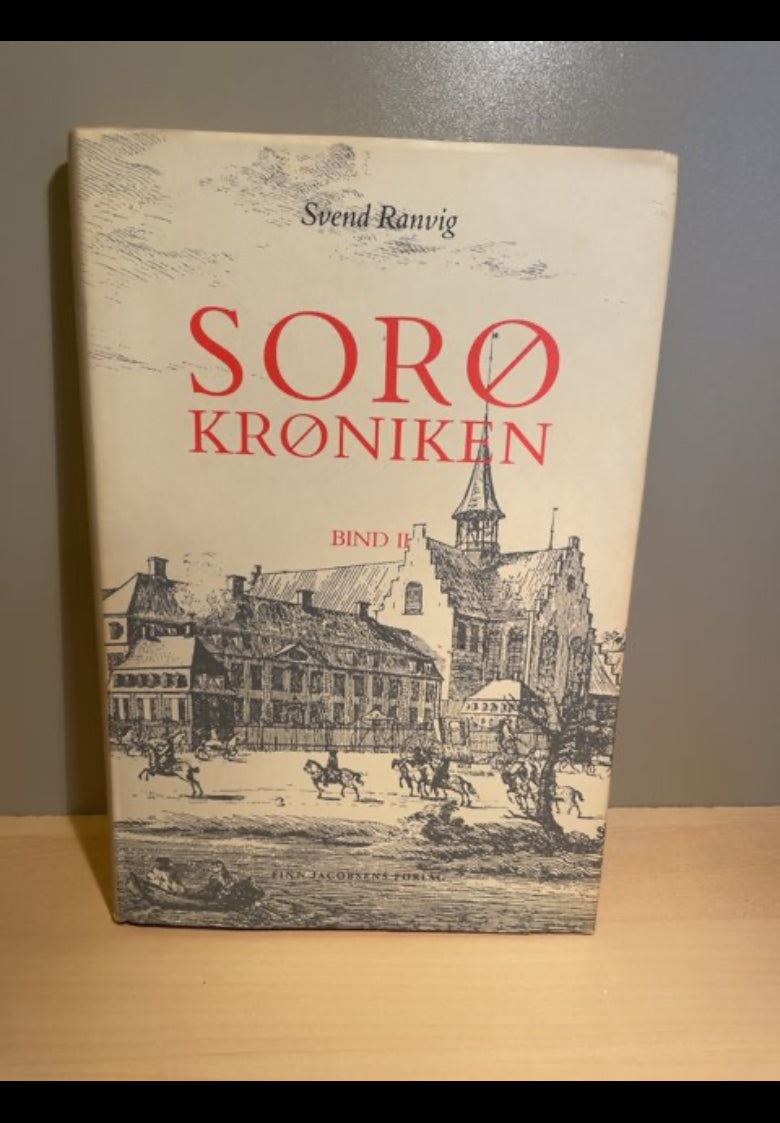 Svend Ranvig
SORØ
KRØNIKEN
BIND II
FINN JACOBSENS FORLAG